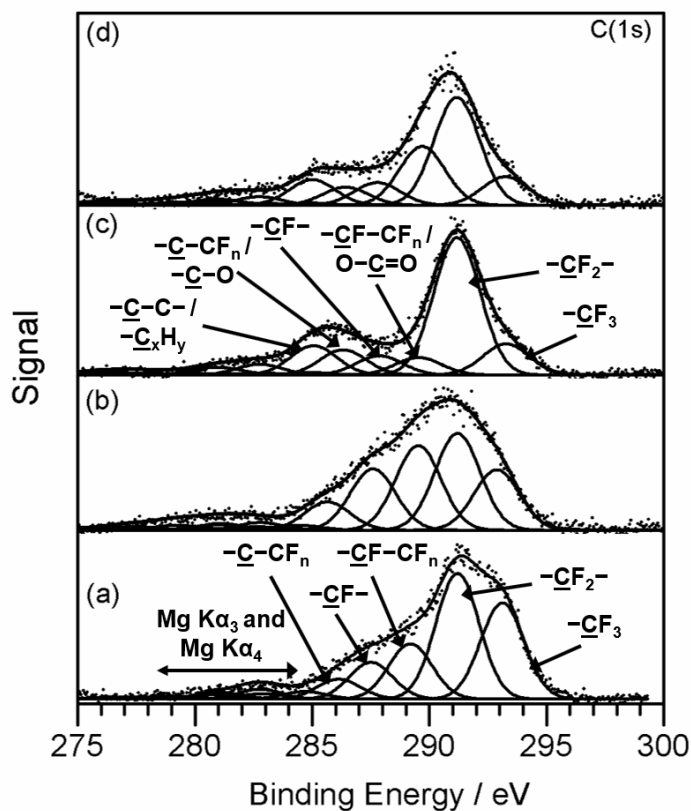 (d)
C(1s)
(c)
–C–CFn /
–C–O
–CF–
–CF–CFn /
O–C=O
–CF2–
–C–C– /
–CxHy
–CF3
(b)
(a)
–C–CFn
–CF–CFn
–CF–
–CF2–
–CF3
Mg Kα3 and
Mg Kα4
Signal
275 280 285 290 295 300
Binding Energy / eV